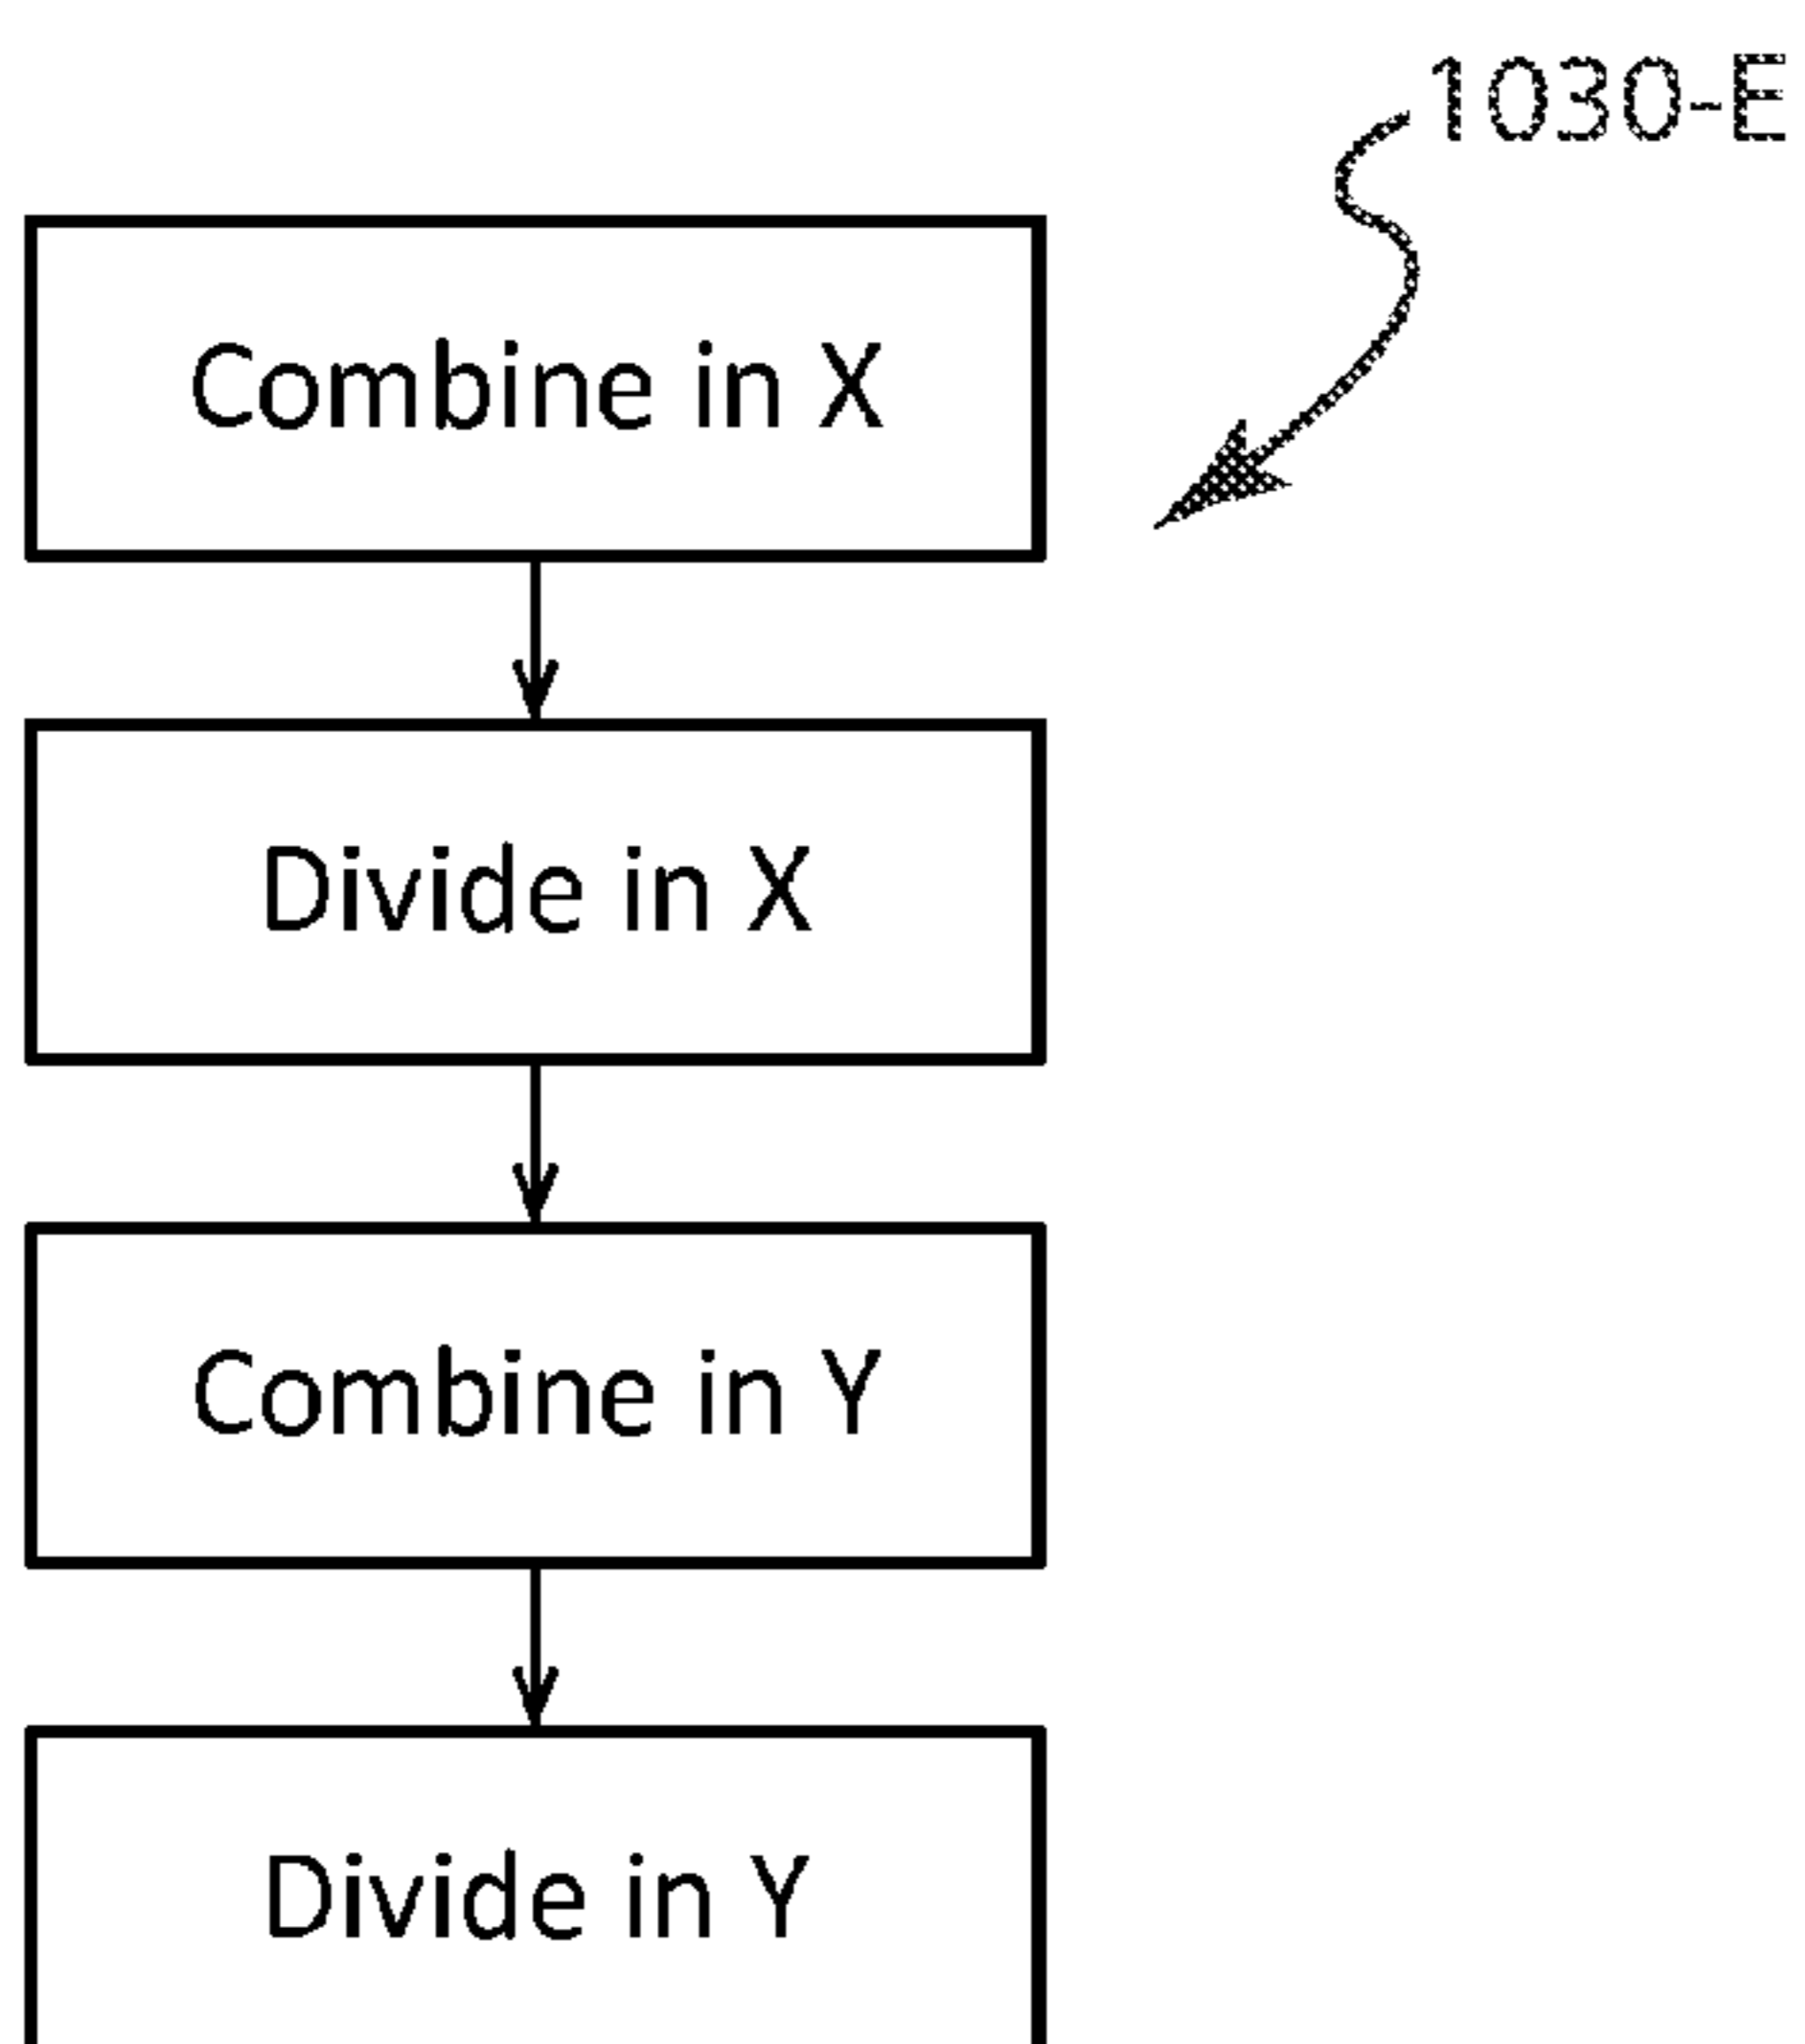 1030-E
Combine in X
Divide in X
Combine in Y
Divide in Y